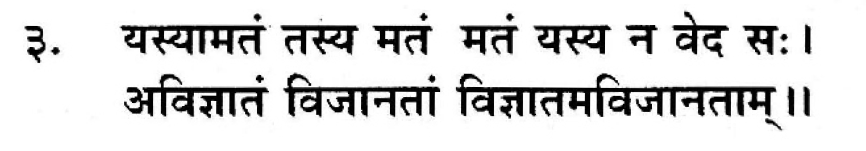 ३. यस्यामतं तस्य मतं मतं यस्य न वेद सः।
अविज्ञातं विजानतां विज्ञातमविजानताम्॥